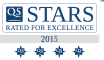 QS STARS
RATED FOR EXCELLENCE
2015